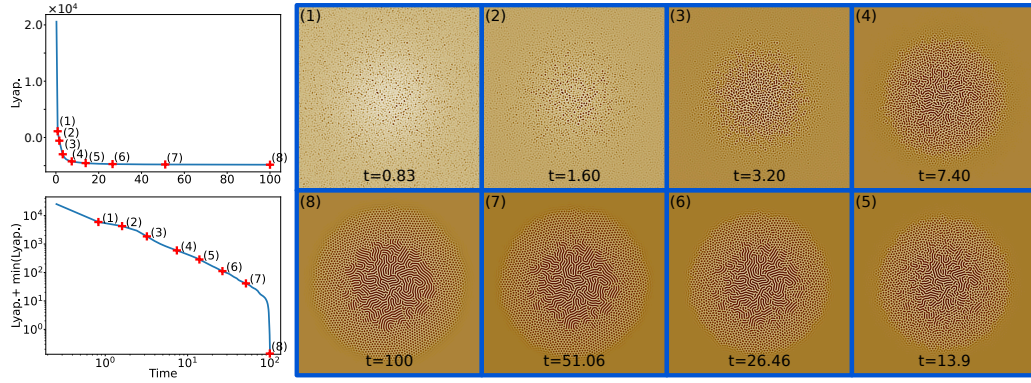 ×10⁴
Lyap.
2.0
1.0
0.0
(1)
(2)
(3)
(4)
(5)
(6)
(7)
(8)
0 20 40 60 80 100
Lyap.+ min(Lyap.)
10⁴
10³
10²
10¹
10⁰
(1)
(2)
(3)
(4)
(5)
(6)
(7)
(8)
10⁰ 10¹ 10²
Time
(1) (2) (3) (4)
t=0.83 t=1.60 t=3.20 t=7.40
(8) (7) (6) (5)
t=100 t=51.06 t=26.46 t=13.9